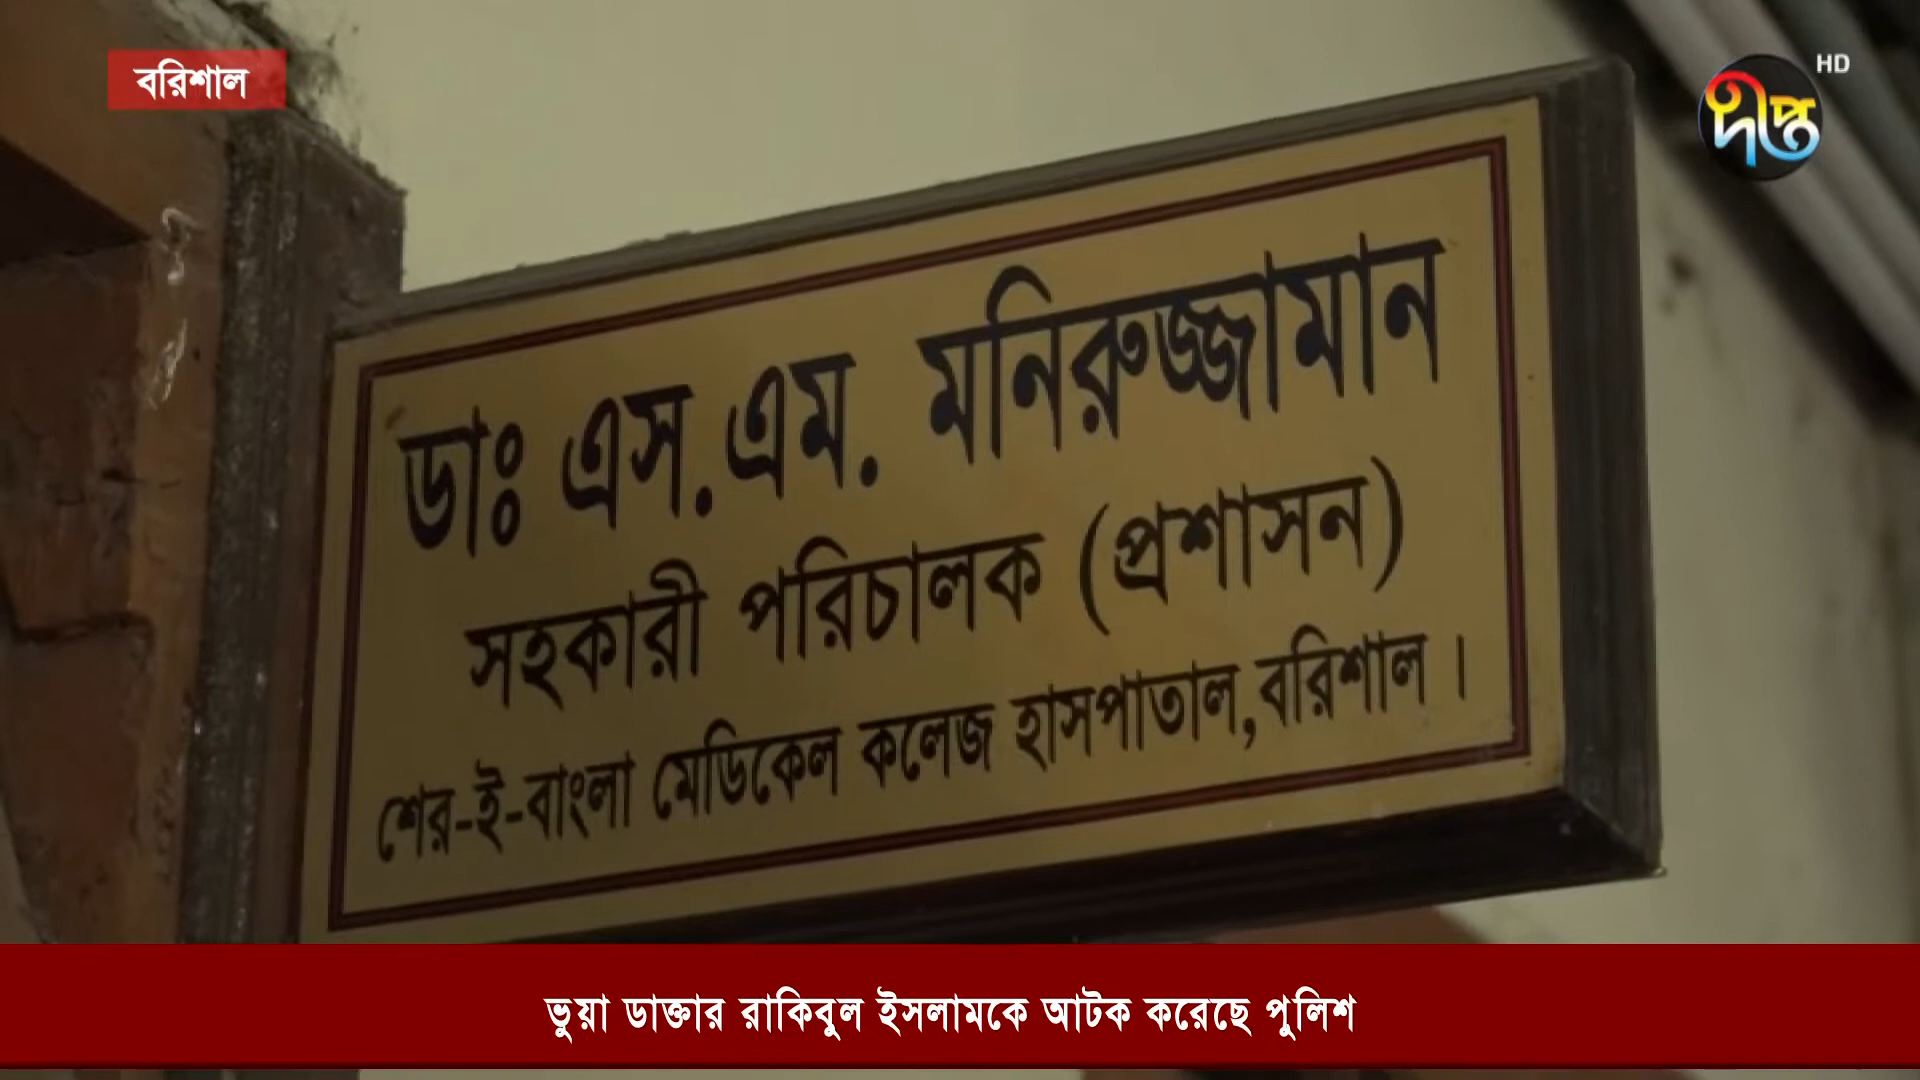 বরিশাল
HD
দীপ্ত
ডাঃ এস.এম. মনিরুজ্জামান
সহকারী পরিচালক (প্রশাসন)
শের-ই-বাংলা মেডিকেল কলেজ হাসপাতাল,বরিশাল।
ভুয়া ডাক্তার রাকিবুল ইসলামকে আটক করেছে পুলিশ